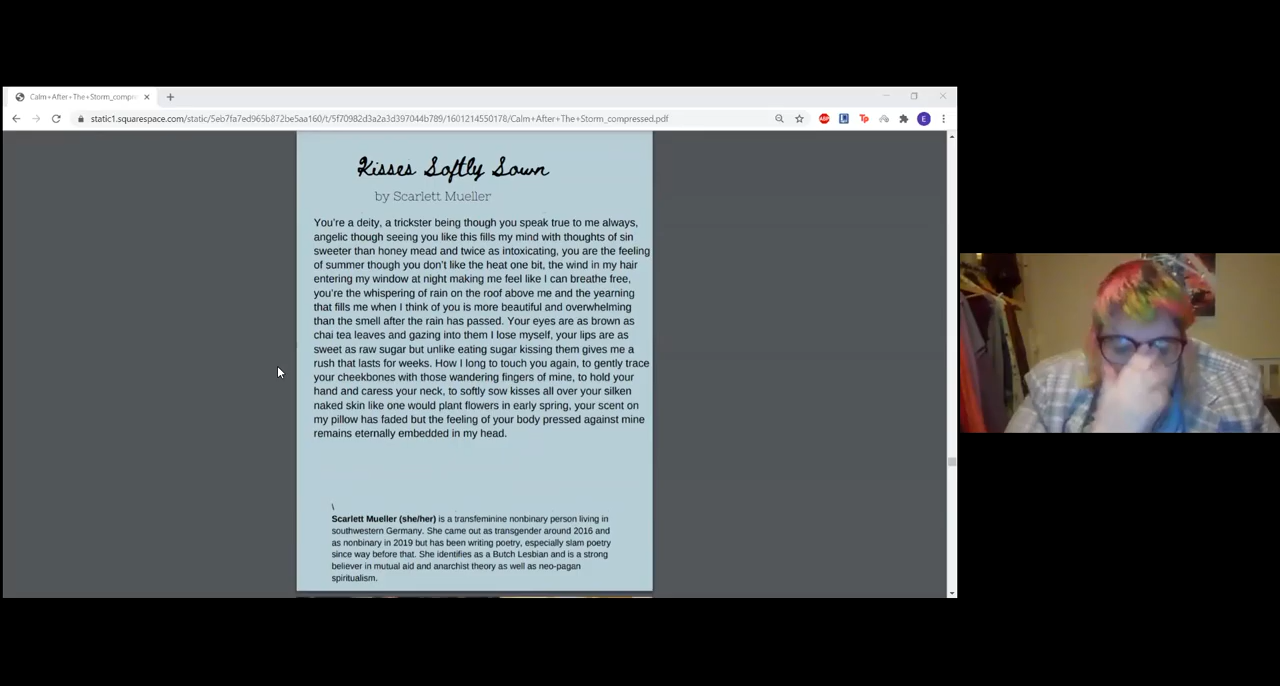 Calm+After+The+Storm_compre
static1.squarespace.com/static/5eb7fa7ed965b872be5aa160/t/5f70982d3a2a3d397044b789/1601214550178/Calm+After+The+Storm_compressed.pdf
ABP
Tp
E
Kisses Softly Sown
by Scarlett Mueller
You're a deity, a trickster being though you speak true to me always,
angelic though seeing you like this fills my mind with thoughts of sin
sweeter than honey mead and twice as intoxicating, you are the feeling
of summer though you don't like the heat one bit, the wind in my hair
entering my window at night making me feel like I can breathe free,
you're the whispering of rain on the roof above me and the yearning
that fills me when I think of you is more beautiful and overwhelming
than the smell after the rain has passed. Your eyes are as brown as
chai tea leaves and gazing into them I lose myself, your lips are as
sweet as raw sugar but unlike eating sugar kissing them gives me a
rush that lasts for weeks. How I long to touch you again, to gently trace
your cheekbones with those wandering fingers of mine, to hold your
hand and caress your neck, to softly sow kisses all over your silken
naked skin like one would plant flowers in early spring, your scent on
my pillow has faded but the feeling of your body pressed against mine
remains eternally embedded in my head.
\
Scarlett Mueller (she/her) is a transfeminine nonbinary person living in
southwestern Germany. She came out as transgender around 2016 and
as nonbinary in 2019 but has been writing poetry, especially slam poetry
since way before that. She identifies as a Butch Lesbian and is a strong
believer in mutual aid and anarchist theory as well as neo-pagan
spiritualism.